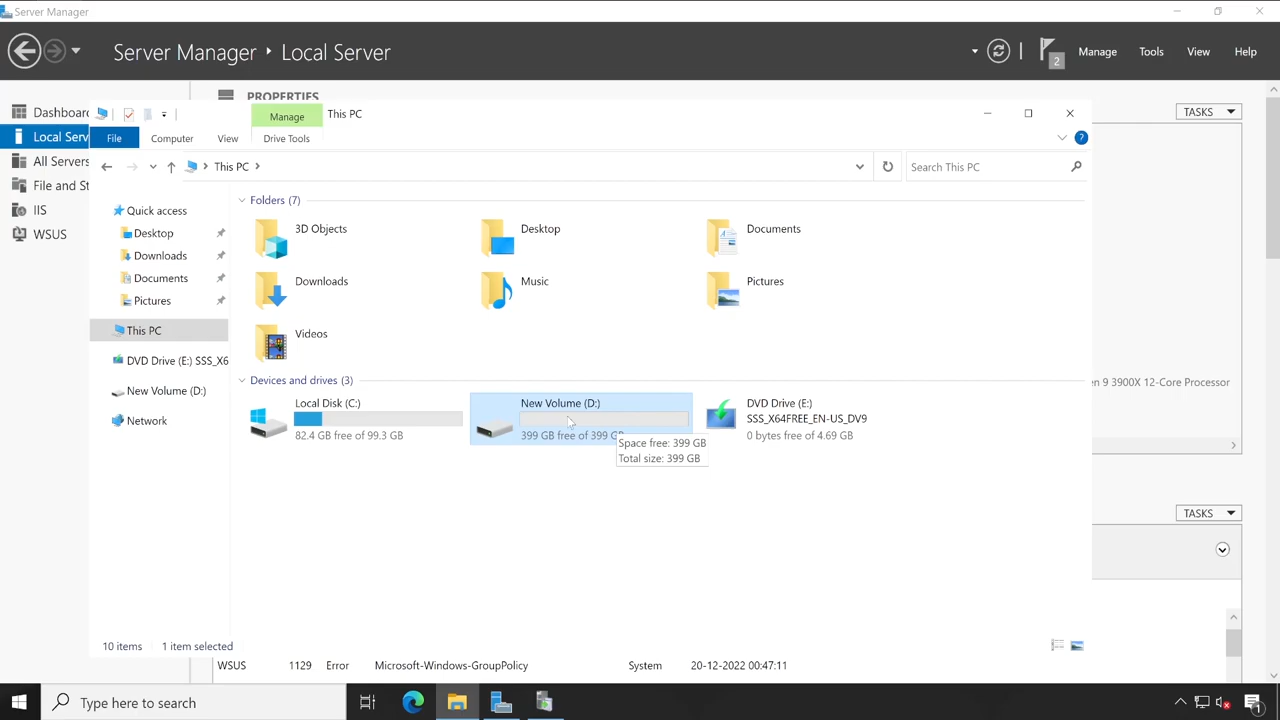 Server Manager
Server Manager ‣ Local Server
2
Manage
Tools
View
Help
Dashboard
Local Serv
All Servers
File and St
IIS
WSUS
PROPERTIES
TASKS
en 9 3900X 12-Core Processor
TASKS
Manage
This PC
File
Computer
View
Drive Tools
This PC
Search This PC
Quick access
Desktop
Downloads
Documents
Pictures
This PC
DVD Drive (E:) SSS_X6
New Volume (D:)
Network
Folders (7)
3D Objects
Desktop
Documents
Downloads
Music
Pictures
Videos
Devices and drives (3)
Local Disk (C:)
82.4 GB free of 99.3 GB
New Volume (D:)
399 GB free of 399 G
Space free: 399 GB
Total size: 399 GB
DVD Drive (E:)
SSS_X64FREE_EN-US_DV9
0 bytes free of 4.69 GB
10 items
1 item selected
WSUS 1129 Error Microsoft-Windows-GroupPolicy System 20-12-2022 00:47:11
Type here to search
1